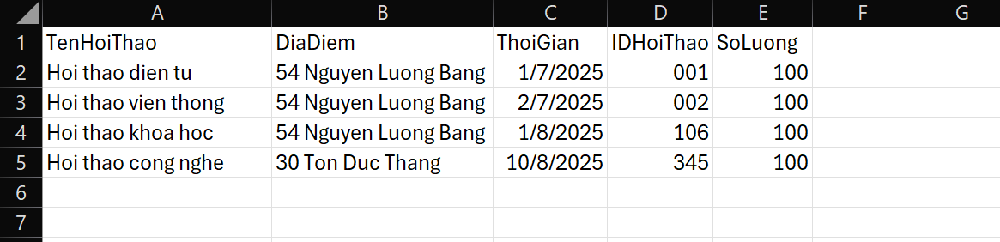 A B C D E F G
1 TenHoiThao DiaDiem ThoiGian IDHoiThao SoLuong
2 Hoi thao dien tu 54 Nguyen Luong Bang 1/7/2025 001 100
3 Hoi thao vien thong 54 Nguyen Luong Bang 2/7/2025 002 100
4 Hoi thao khoa hoc 54 Nguyen Luong Bang 1/8/2025 106 100
5 Hoi thao cong nghe 30 Ton Duc Thang 10/8/2025 345 100
6
7